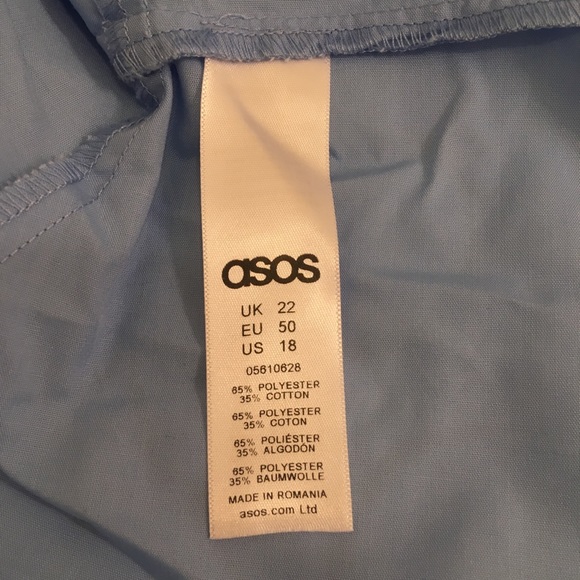 asos
UK 22
EU 50
US 18
05610628
65% POLYESTER
35% COTTON
65% POLYESTER
35% COTON
65% POLIÉSTER
35% ALGODÓN
65% POLYESTER
35% BAUMWOLLE
MADE IN ROMANIA
asos.com Ltd